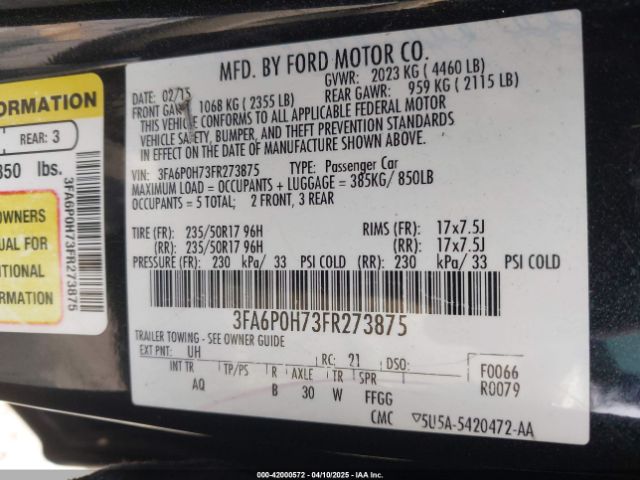 MFD. BY FORD MOTOR CO.
DATE: 02/15 GVWR: 2023 KG ( 4460 LB)
FRONT GAWR: 1068 KG ( 2355 LB) REAR GAWR: 959 KG ( 2115 LB)
THIS VEHICLE CONFORMS TO ALL APPLICABLE FEDERAL MOTOR
VEHICLE SAFETY, BUMPER, AND THEFT PREVENTION STANDARDS
IN EFFECT ON THE DATE OF MANUFACTURE SHOWN ABOVE.
VIN: 3FA6P0H73FR273875 TYPE: Passenger Car
MAXIMUM LOAD = OCCUPANTS + LUGGAGE = 385KG/ 850LB
OCCUPANTS = 5 TOTAL; 2 FRONT, 3 REAR
TIRE (FR): 235/50R17 96H RIMS (FR): 17x7.5J
(RR): 235/50R17 96H (RR): 17x7.5J
PRESSURE (FR): 230 kPa/ 33 PSI COLD (RR): 230 kPa/ 33 PSI COLD
3FA6P0H73FR273875
TRAILER TOWING - SEE OWNER GUIDE
EXT PNT: UH RC: 21 DSO: F0066
INT TR TP/PS R AXLE TR SPR R0079
AQ B 30 W FFGG
CMC ▽5U5A-5420472-AA
ORMATION
REAR: 3
850 lbs.
OWNERS
UAL FOR
ITIONAL
MATION
3FA6P0H73FR273875
000-42000572 - 04/10/2025 - IAA Inc.